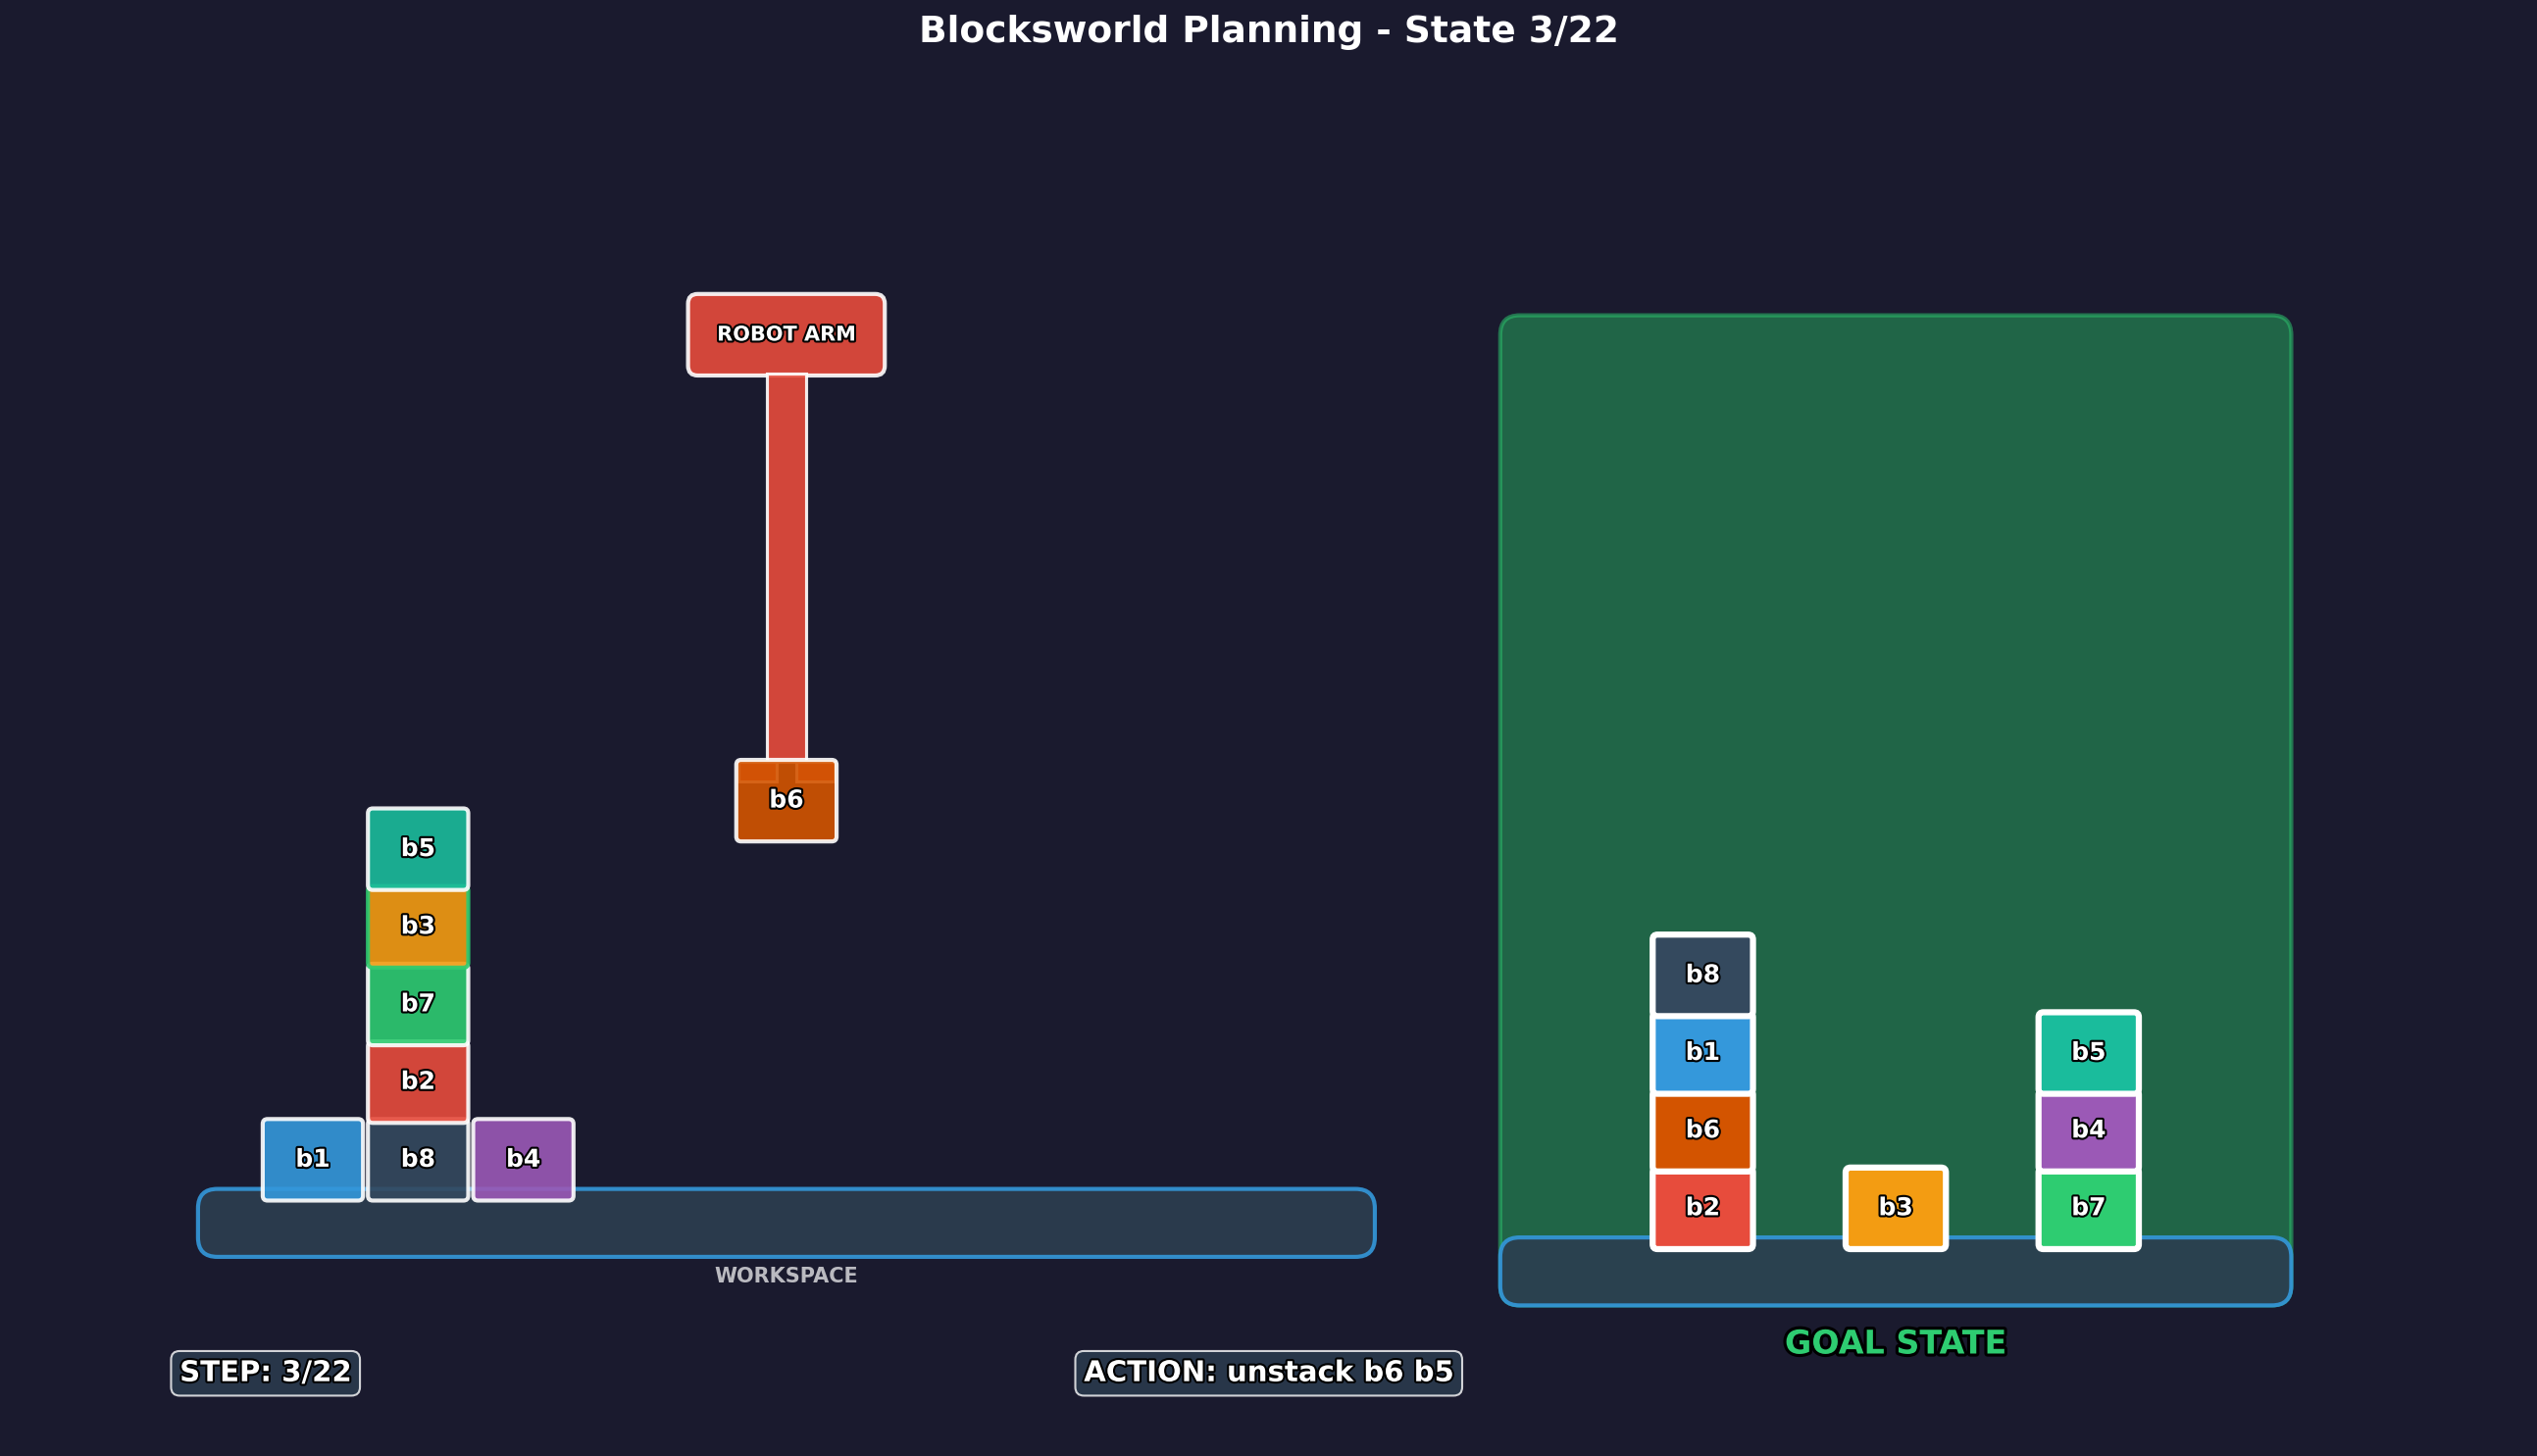 Blocksworld Planning - State 3/22
ROBOT ARM
b6
b5
b3
b7
b2
b1
b8
b4
WORKSPACE
b8
b1
b6
b2
b3
b5
b4
b7
GOAL STATE
STEP: 3/22
ACTION: unstack b6 b5